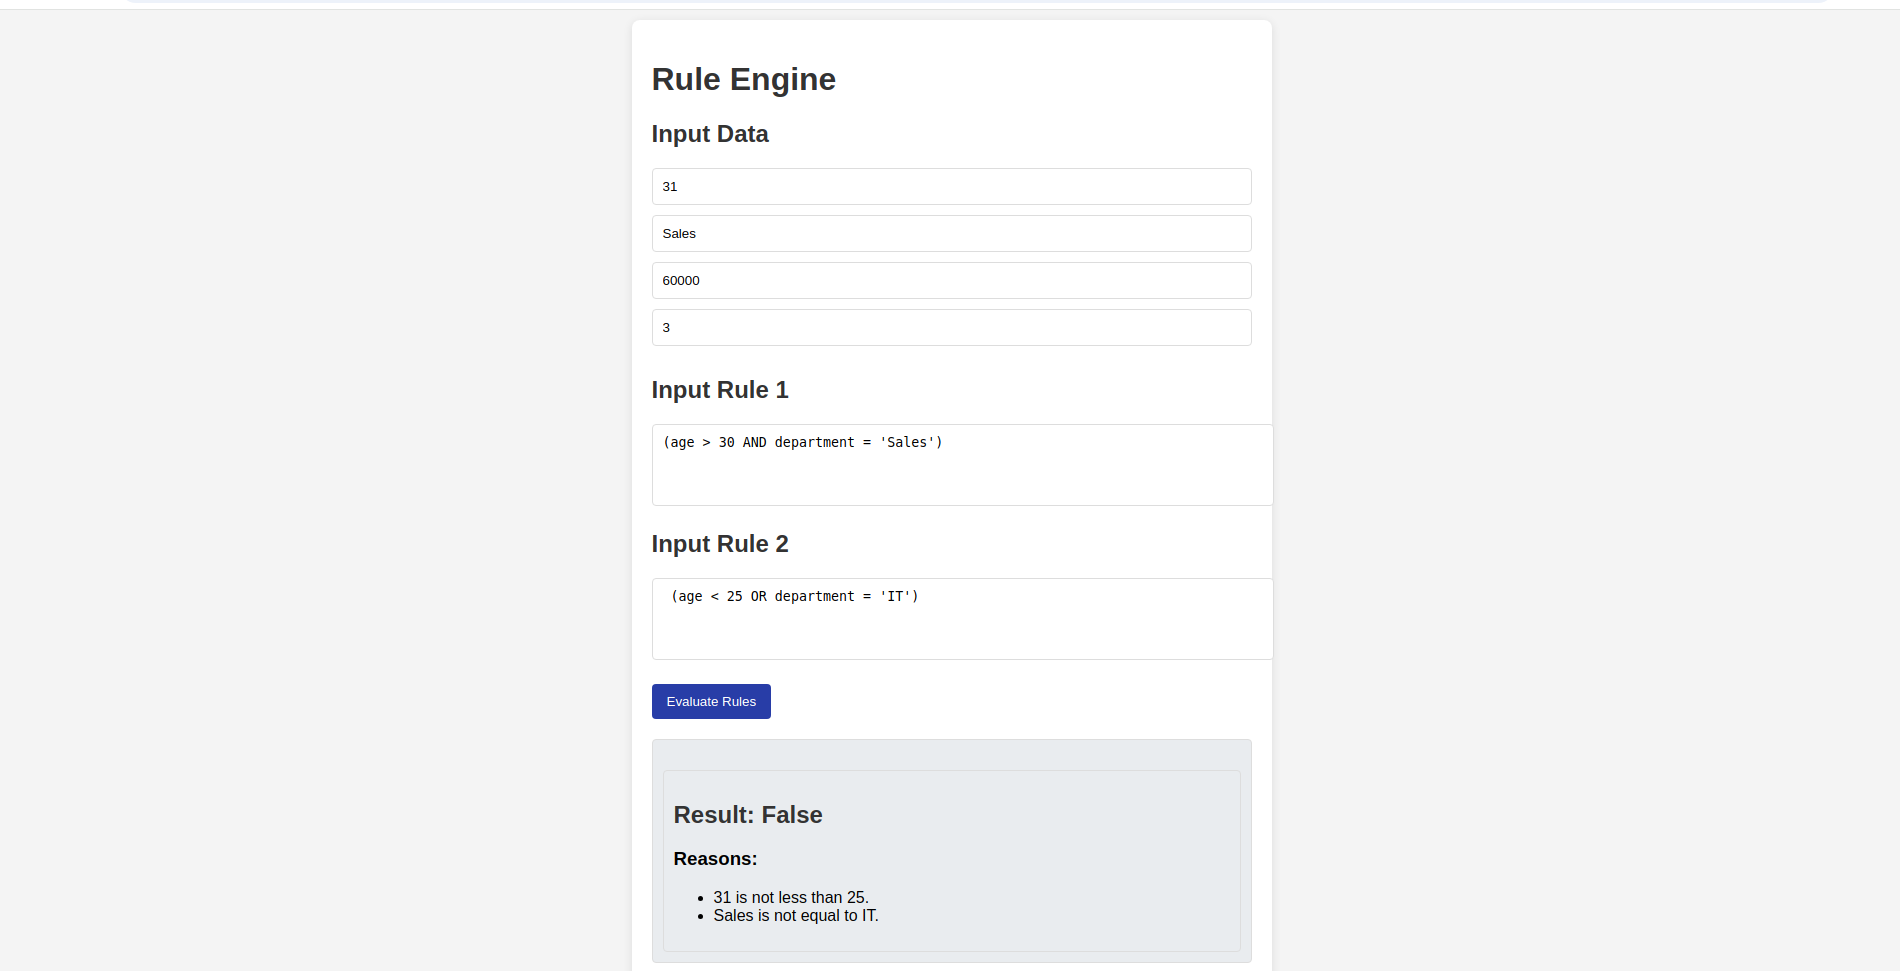 Rule Engine
Input Data
31
Sales
60000
3
Input Rule 1
(age > 30 AND department = 'Sales')
Input Rule 2
(age < 25 OR department = 'IT')
Evaluate Rules
Result: False
Reasons:
• 31 is not less than 25.
• Sales is not equal to IT.